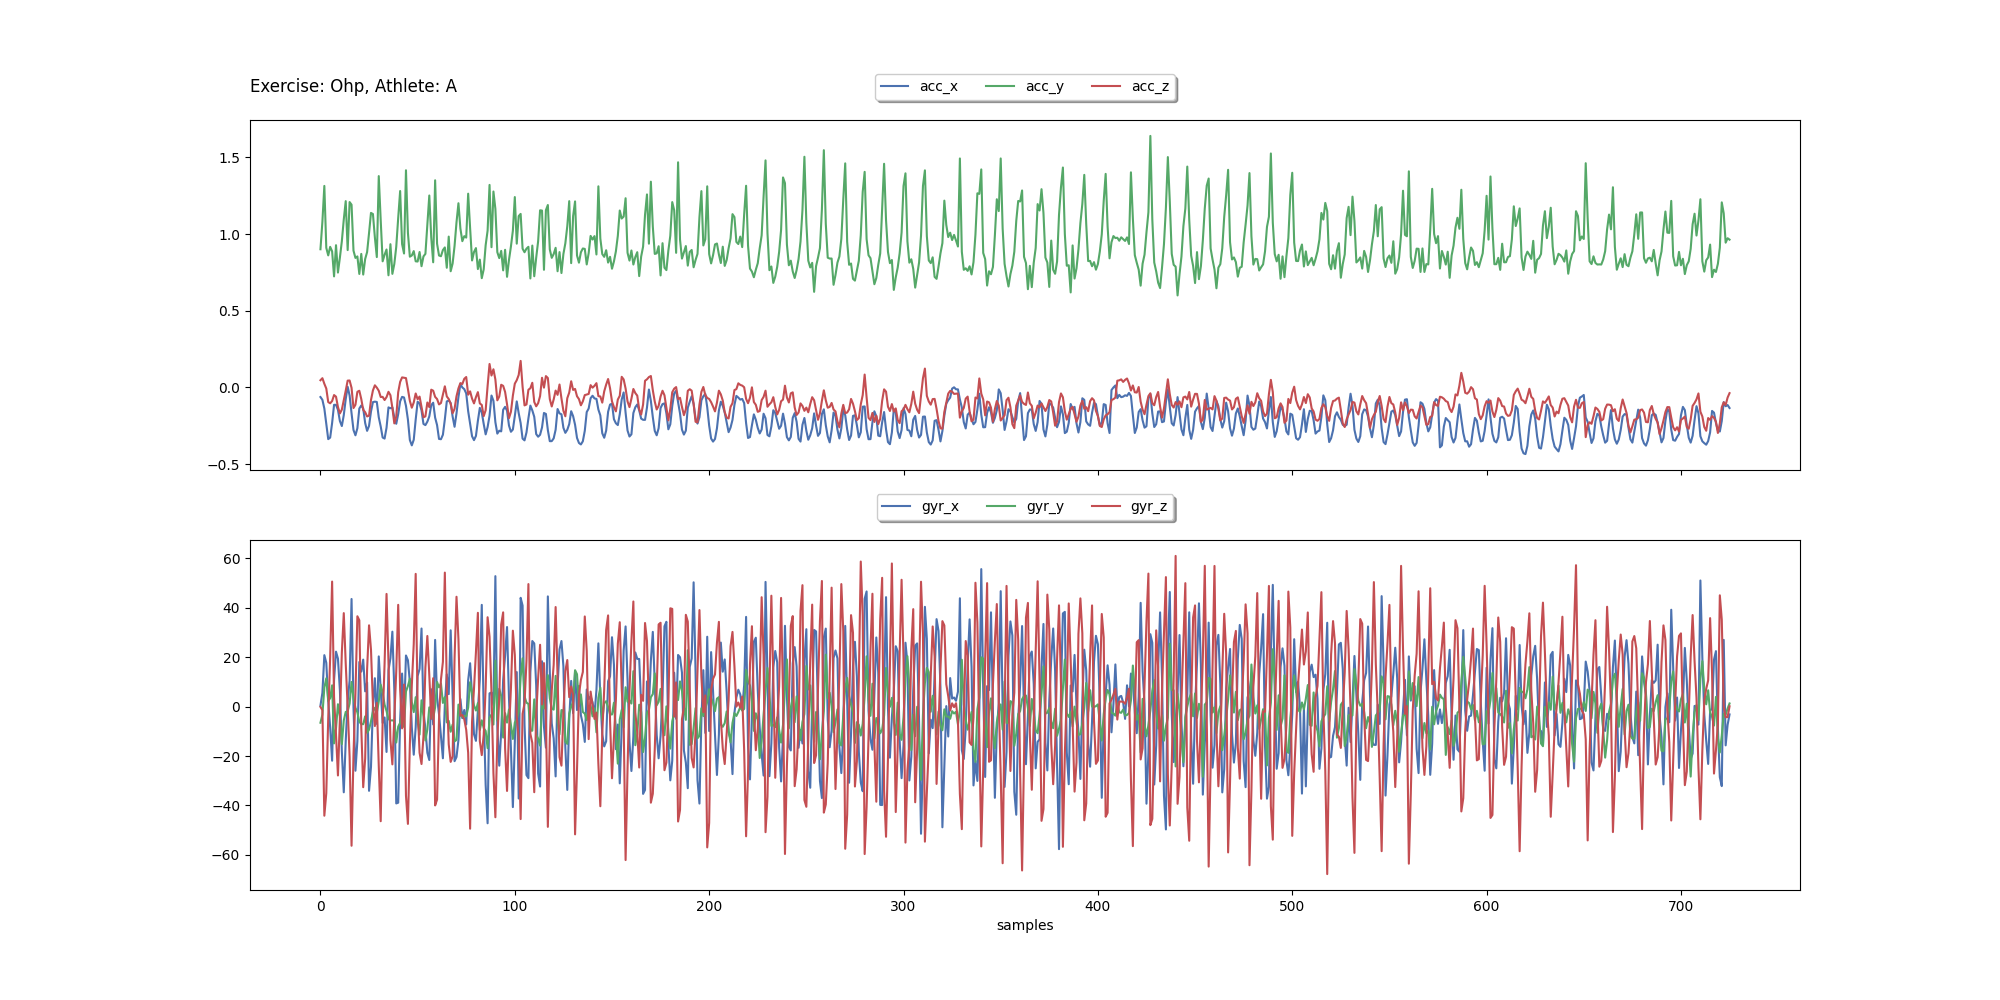 Exercise: Ohp, Athlete: A
acc_x acc_y acc_z
1.5
1.0
0.5
0.0
−0.5
gyr_x gyr_y gyr_z
60
40
20
0
−20
−40
−60
0 100 200 300 400 500 600 700
samples